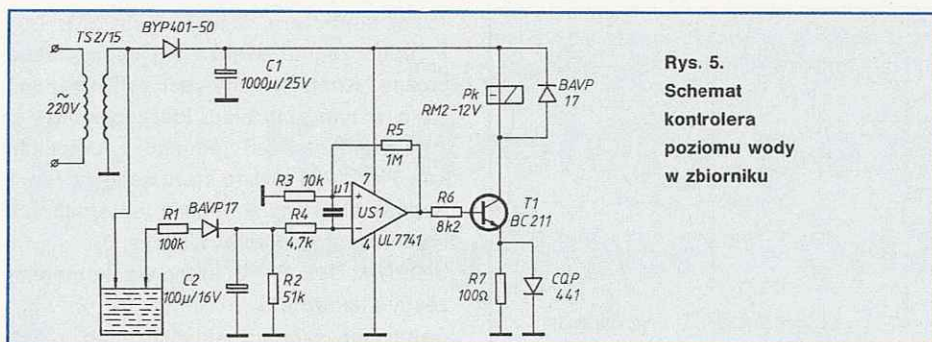 TS2/15
BYP401-50
C1
1000µ/25V
~
220V
Pk
RM2-12V
BAVP
17
Rys. 5.
Schemat
kontrolera
poziomu wody
w zbiorniku
R5
1M
R3 10k
µ1
7
+
US1
-
4
UL7741
R6
8k2
T1
BC211
R1
100k
BAVP17
R4
4,7k
C2
100µ/16V
R2
51k
R7
100Ω
CQP
441